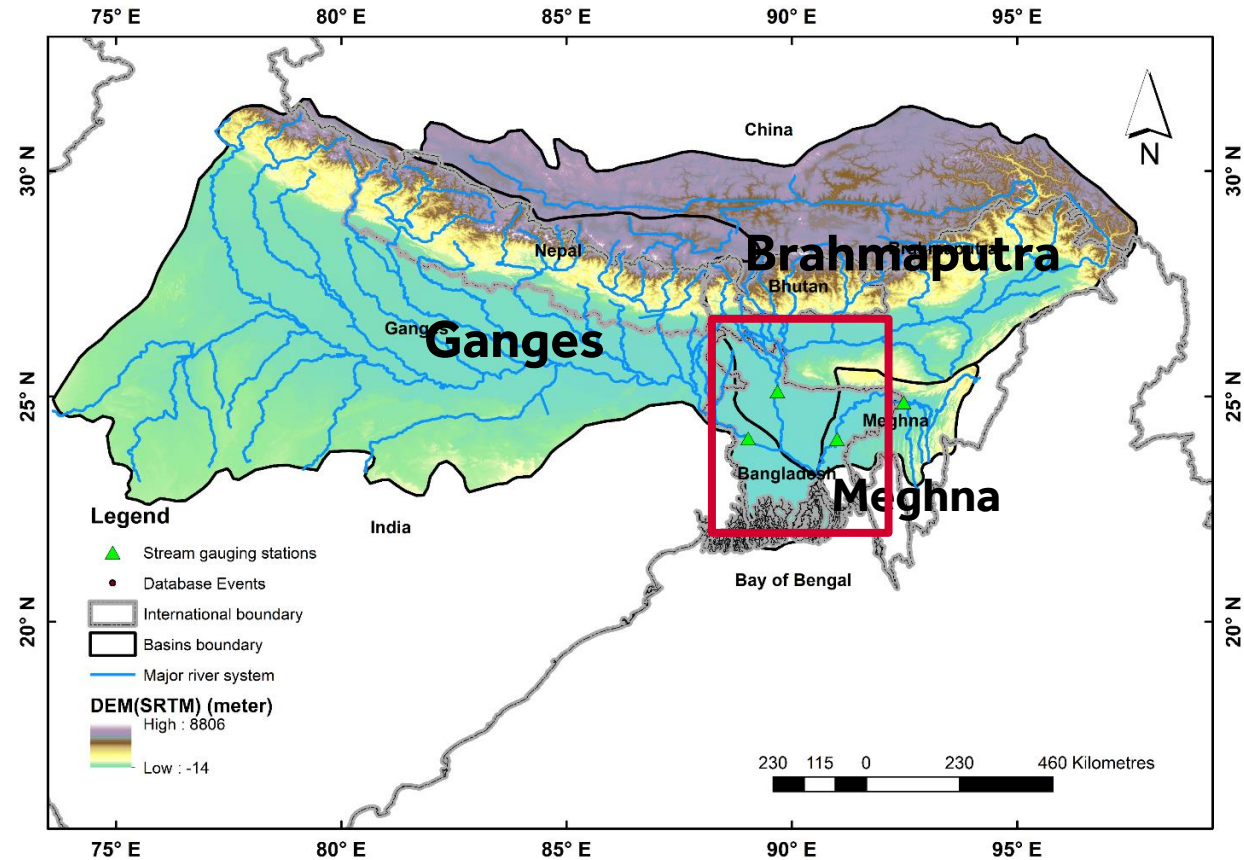 75° E 80° E 85° E 90° E 95° E
30° N
25° N
20° N
30° N
25° N
20° N
China
N
Nepal
Brahmaputra
Bhutan
Ganges
Ganges
Meghna
Bangladesh
Meghna
India
Bay of Bengal
Legend
Stream gauging stations
Database Events
International boundary
Basins boundary
Major river system
DEM(SRTM) (meter)
High : 8806
Low : -14
230 115 0 230 460 Kilometres
75° E 80° E 85° E 90° E 95° E